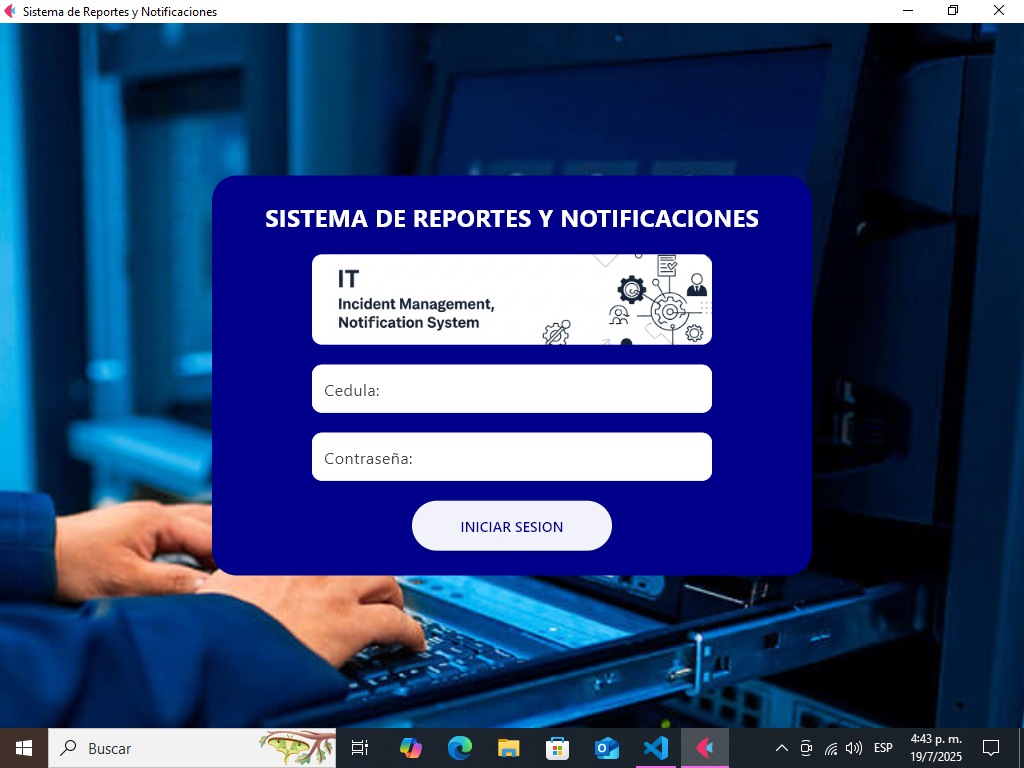 Sistema de Reportes y Notificaciones
SISTEMA DE REPORTES Y NOTIFICACIONES
IT
Incident Management,
Notification System
Cedula:
Contraseña:
INICIAR SESION
Buscar
ESP
4:43 p. m.
19/7/2025